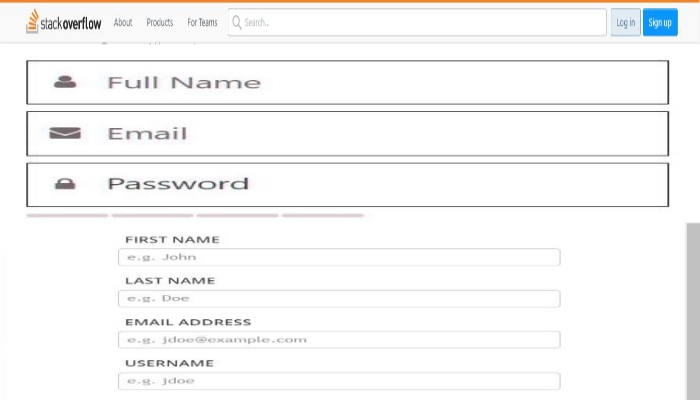 stackoverflow About Products For Teams Search... Log in Sign up
Full Name
Email
Password
FIRST NAME
e.g. John
LAST NAME
e.g. Doe
EMAIL ADDRESS
e.g. jdoe@example.com
USERNAME
e.g. jdoe